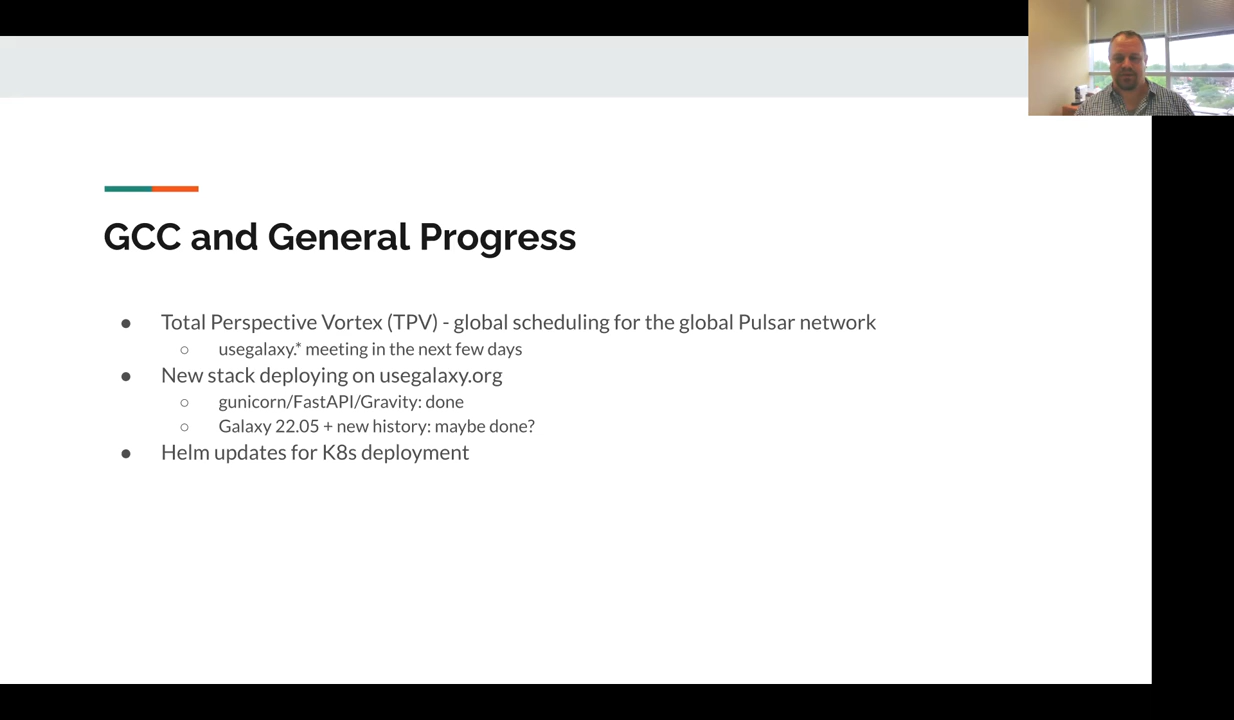 GCC and General Progress
● Total Perspective Vortex (TPV) - global scheduling for the global Pulsar network
○ usegalaxy.* meeting in the next few days
● New stack deploying on usegalaxy.org
○ gunicorn/FastAPI/Gravity: done
○ Galaxy 22.05 + new history: maybe done?
● Helm updates for K8s deployment